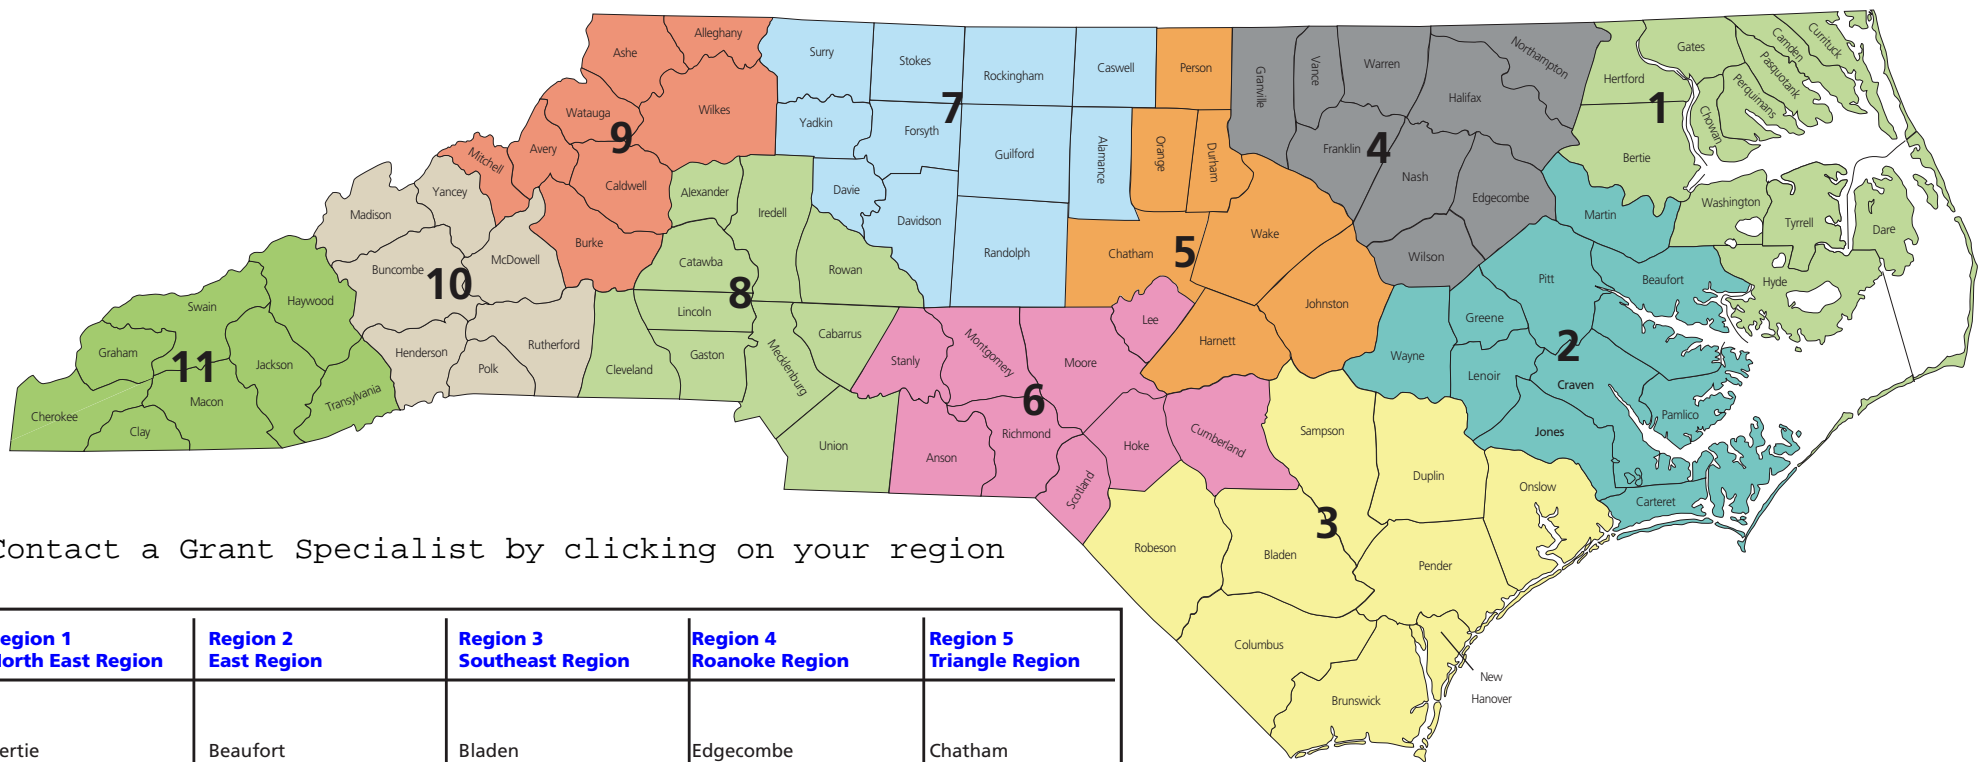 Ashe
Alleghany
Surry
Stokes
Rockingham
Caswell
Person
Granville
Vance
Warren
Northampton
Halifax
Hertford
Gates
Camden
Currituck
Pasquotank
Perquimans
Chowan
1
Bertie
Watauga
9
Wilkes
Yadkin
7
Forsyth
Guilford
Alamance
Orange
Durham
Franklin
4
Nash
Edgecombe
Martin
Washington
Tyrrell
Dare
Mitchell
Avery
Caldwell
Alexander
Iredell
Davie
Davidson
Randolph
Chatham
5
Wake
Wilson
Pitt
Beaufort
Hyde
Madison
Yancey
Buncombe
10
McDowell
Burke
Catawba
8
Rowan
Swain
Haywood
Lincoln
Cabarrus
Lee
Johnston
Greene
Graham
11
Jackson
Henderson
Polk
Rutherford
Cleveland
Gaston
Mecklenburg
Stanly
Montgomery
Moore
Harnett
Wayne
Lenoir
2
Craven
Pamlico
Cherokee
Macon
Clay
Transylvania
Union
Anson
6
Richmond
Scotland
Hoke
Cumberland
Sampson
Duplin
Jones
Onslow
Carteret
3
Robeson
Bladen
Pender
Columbus
Brunswick
New
Hanover
Contact a Grant Specialist by clicking on your region
egion 1
orth East Region
Region 2
East Region
Region 3
Southeast Region
Region 4
Roanoke Region
Region 5
Triangle Region
ertie
Beaufort
Bladen
Edgecombe
Chatham